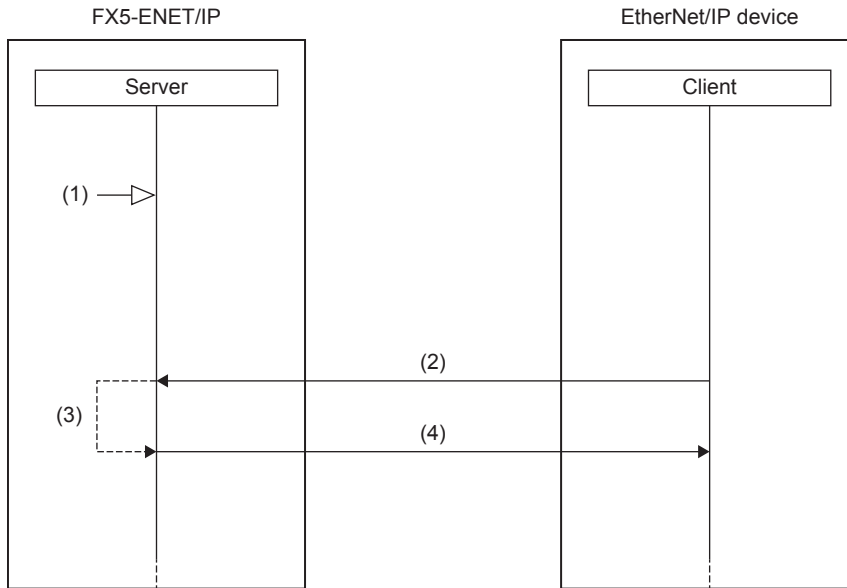 FX5-ENET/IP
EtherNet/IP device
Server
Client
(1)
(2)
(3)
(4)